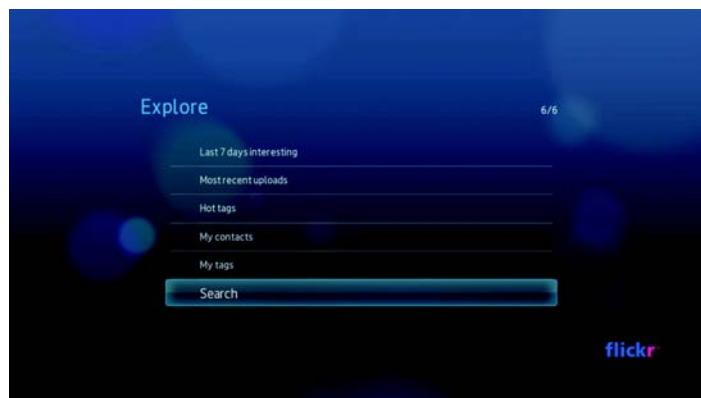 Explore
6/6
Last 7 days interesting
Most recent uploads
Hot tags
My contacts
My tags
Search
flickr